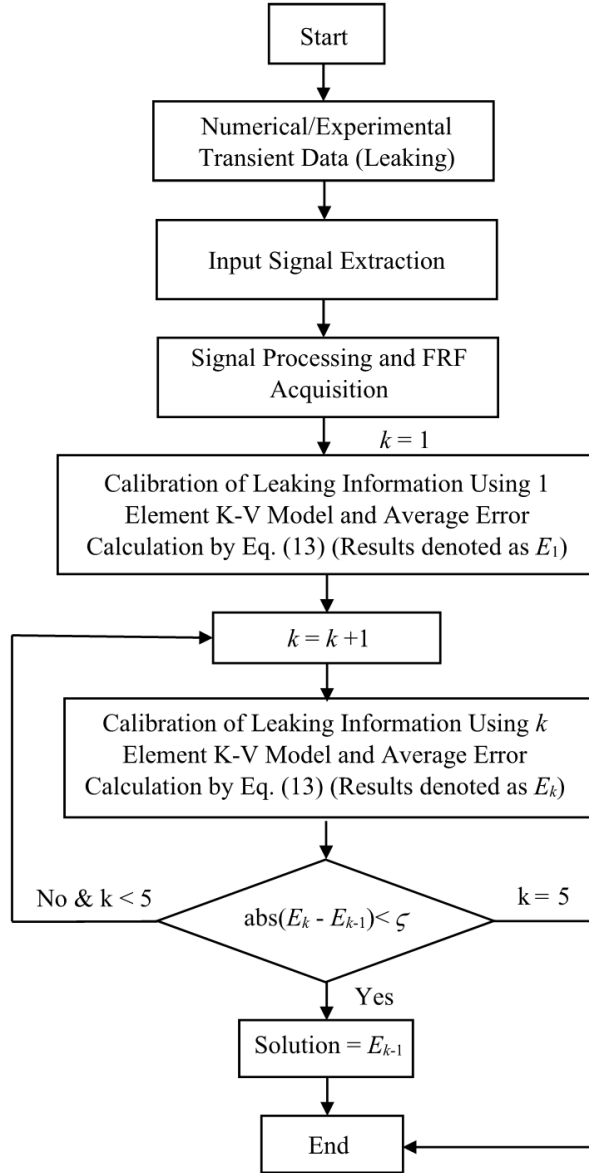 Start
Numerical/Experimental
Transient Data (Leaking)
Input Signal Extraction
Signal Processing and FRF
Acquisition
k = 1
Calibration of Leaking Information Using 1
Element K-V Model and Average Error
Calculation by Eq. (13) (Results denoted as E₁)
k = k +1
Calibration of Leaking Information Using k
Element K-V Model and Average Error
Calculation by Eq. (13) (Results denoted as Eₖ)
No & k < 5
k = 5
abs(Eₖ - Eₖ₋₁)< ς
Yes
Solution = Eₖ₋₁
End